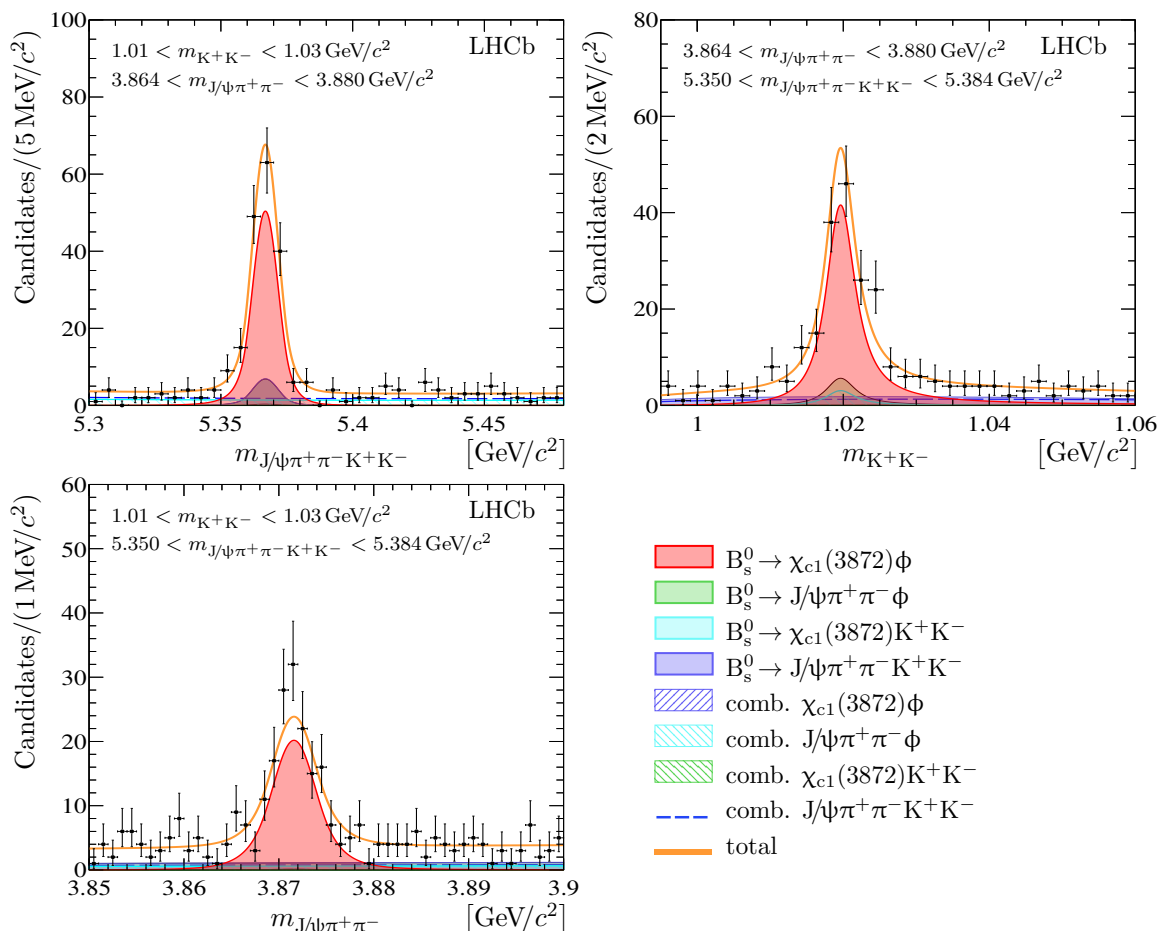 Candidates/(5 MeV/c²)
100
80
60
40
20
0
1.01 < m_K⁺K⁻ < 1.03 GeV/c²
3.864 < m_J/ψπ⁺π⁻ < 3.880 GeV/c²
LHCb
5.3 5.35 5.4 5.45
m_J/ψπ⁺π⁻K⁺K⁻ [GeV/c²]
Candidates/(2 MeV/c²)
80
60
40
20
0
3.864 < m_J/ψπ⁺π⁻ < 3.880 GeV/c²
5.350 < m_J/ψπ⁺π⁻K⁺K⁻ < 5.384 GeV/c²
LHCb
1 1.02 1.04 1.06
m_K⁺K⁻ [GeV/c²]
Candidates/(1 MeV/c²)
60
50
40
30
20
10
0
1.01 < m_K⁺K⁻ < 1.03 GeV/c²
5.350 < m_J/ψπ⁺π⁻K⁺K⁻ < 5.384 GeV/c²
LHCb
3.85 3.86 3.87 3.88 3.89 3.9
m_J/ψπ⁺π⁻ [GeV/c²]
B⁰ₛ → χ_c1(3872)ϕ
B⁰ₛ → J/ψπ⁺π⁻ϕ
B⁰ₛ → χ_c1(3872)K⁺K⁻
B⁰ₛ → J/ψπ⁺π⁻K⁺K⁻
comb. χ_c1(3872)ϕ
comb. J/ψπ⁺π⁻ϕ
comb. χ_c1(3872)K⁺K⁻
comb. J/ψπ⁺π⁻K⁺K⁻
total